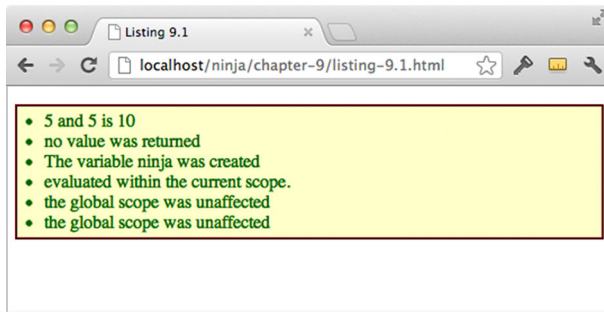 Listing 9.1
localhost/ninja/chapter-9/listing-9.1.html
5 and 5 is 10
no value was returned
The variable ninja was created
evaluated within the current scope.
the global scope was unaffected
the global scope was unaffected